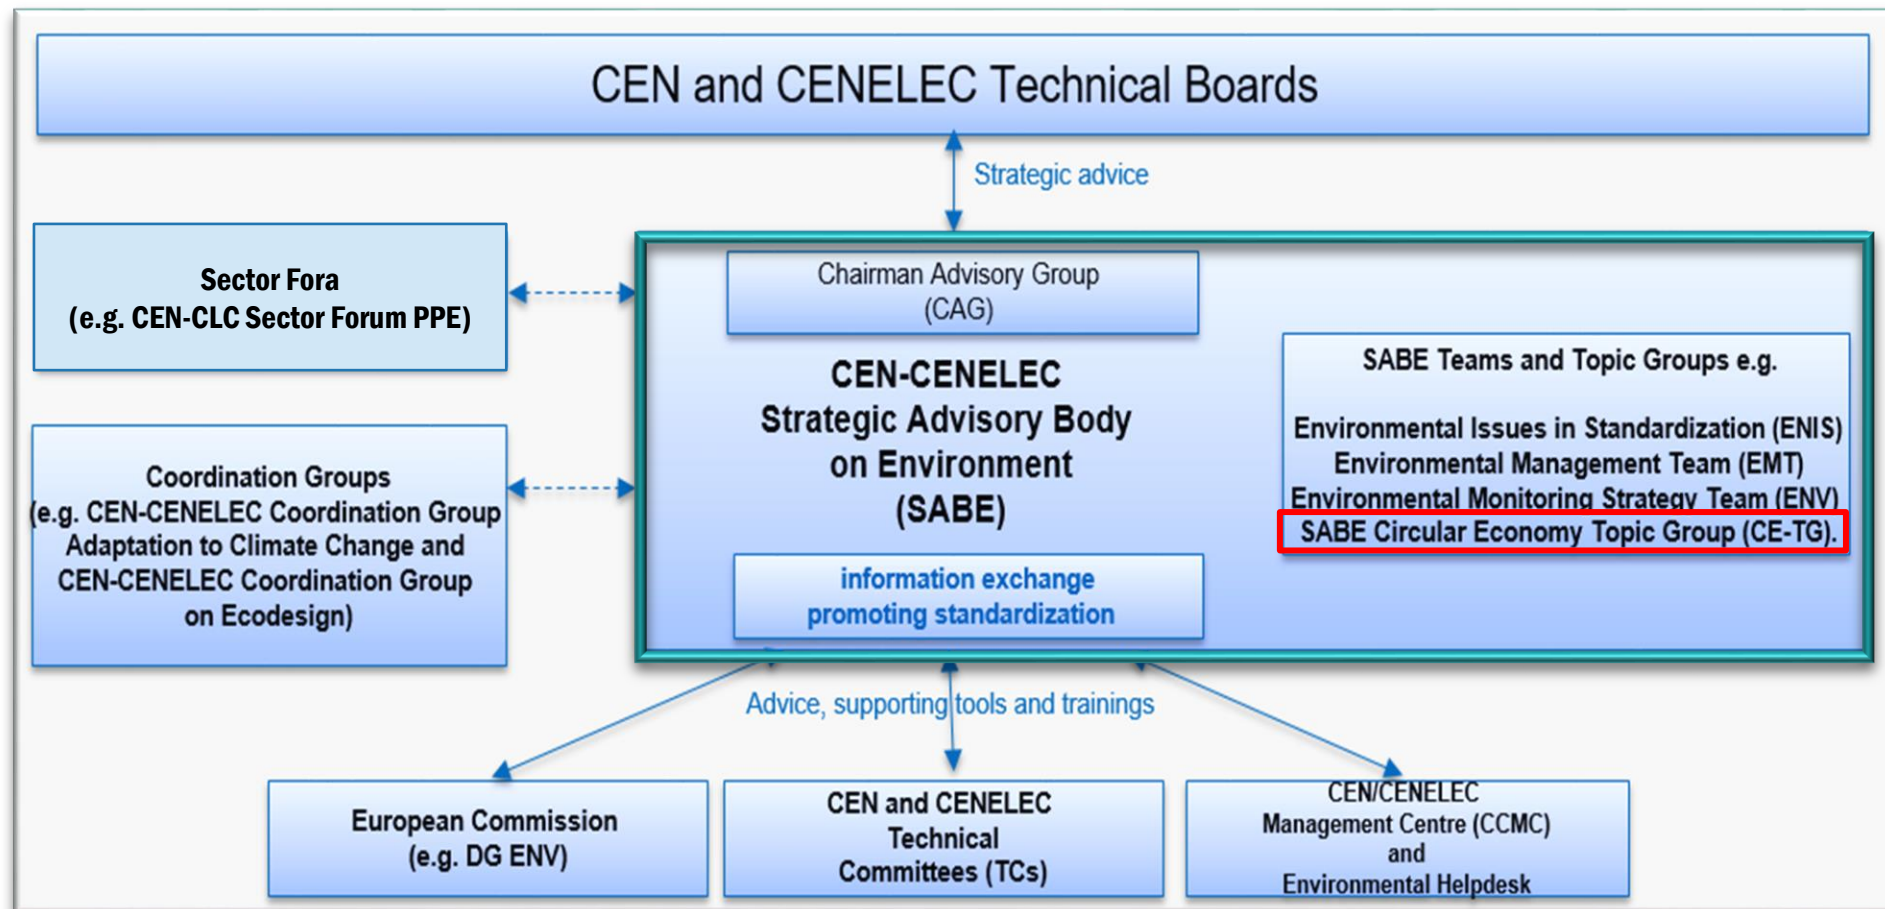 CEN and CENELEC Technical Boards
Strategic advice
Sector Fora
(e.g. CEN-CLC Sector Forum PPE)
Chairman Advisory Group
(CAG)
CEN-CENELEC
Strategic Advisory Body
on Environment
(SABE)
SABE Teams and Topic Groups e.g.
Environmental Issues in Standardization (ENIS)
Environmental Management Team (EMT)
Environmental Monitoring Strategy Team (ENV)
SABE Circular Economy Topic Group (CE-TG).
Coordination Groups
(e.g. CEN-CENELEC Coordination Group
Adaptation to Climate Change and
CEN-CENELEC Coordination Group
on Ecodesign)
information exchange
promoting standardization
Advice, supporting tools and trainings
European Commission
(e.g. DG ENV)
CEN and CENELEC
Technical
Committees (TCs)
CEN/CENELEC
Management Centre (CCMC)
and
Environmental Helpdesk